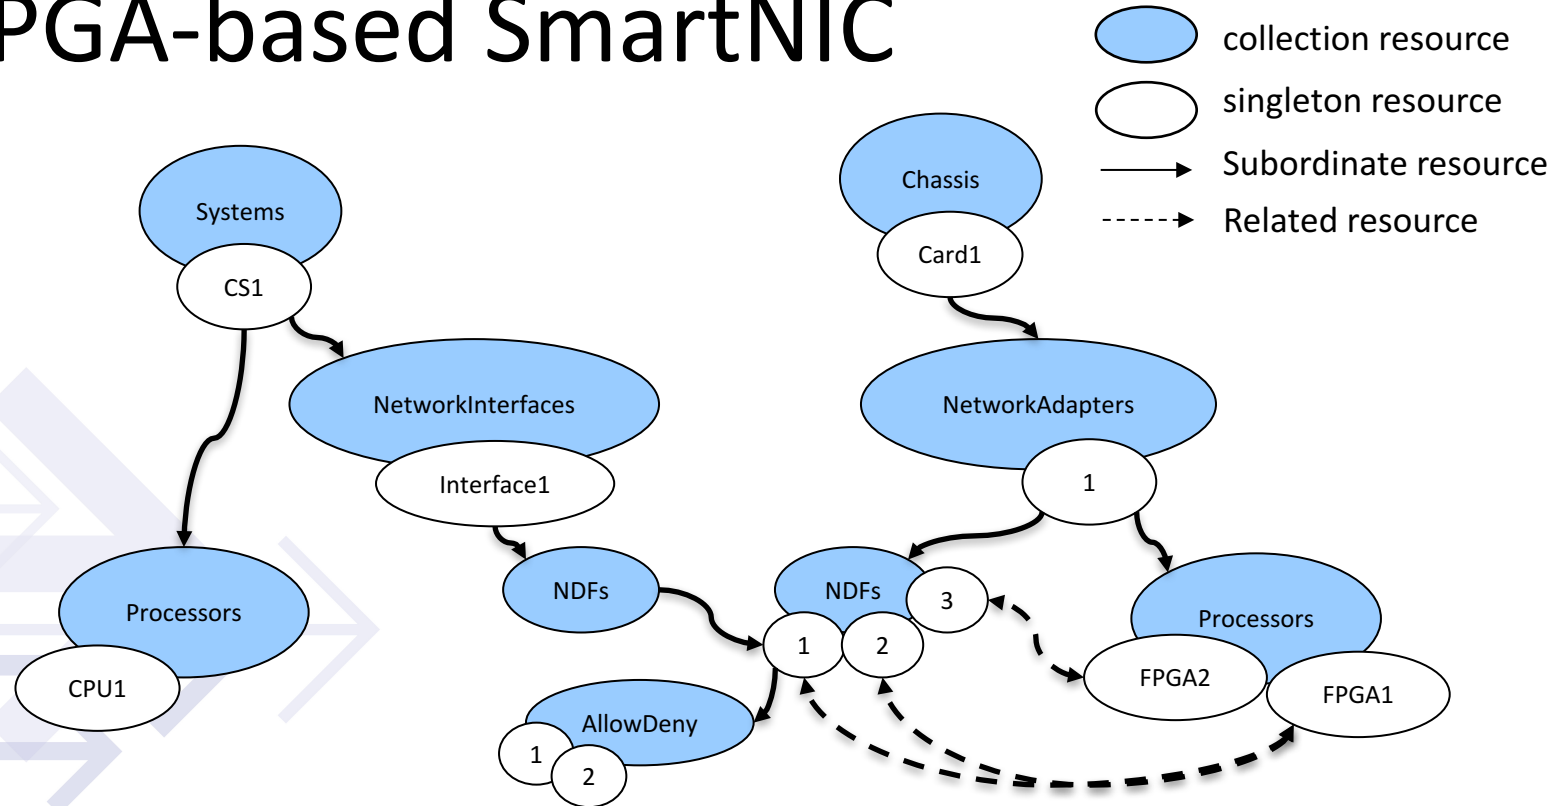 PGA-based SmartNIC
collection resource
singleton resource
Subordinate resource
Related resource
Systems
CS1
Chassis
Card1
NetworkInterfaces
Interface1
NetworkAdapters
1
Processors
CPU1
NDFs
NDFs
3
1
2
Processors
FPGA2
FPGA1
AllowDeny
1
2